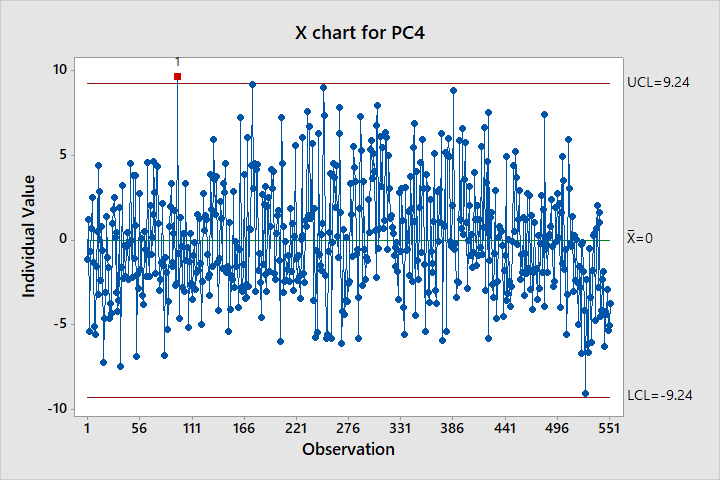 X chart for PC4
1
10
UCL=9.24
5
Individual Value
0
X̄=0
-5
LCL=-9.24
-10
1 56 111 166 221 276 331 386 441 496 551
Observation